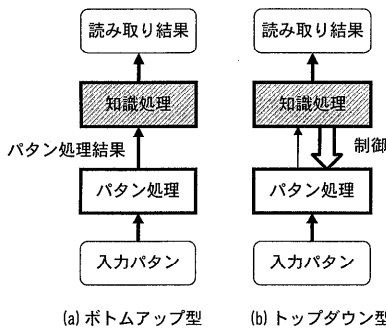 読み取り結果
知識処理
パタン処理結果
パタン処理
入力パタン
(a) ボトムアップ型
読み取り結果
知識処理
制御
パタン処理
入力パタン
(b) トップダウン型